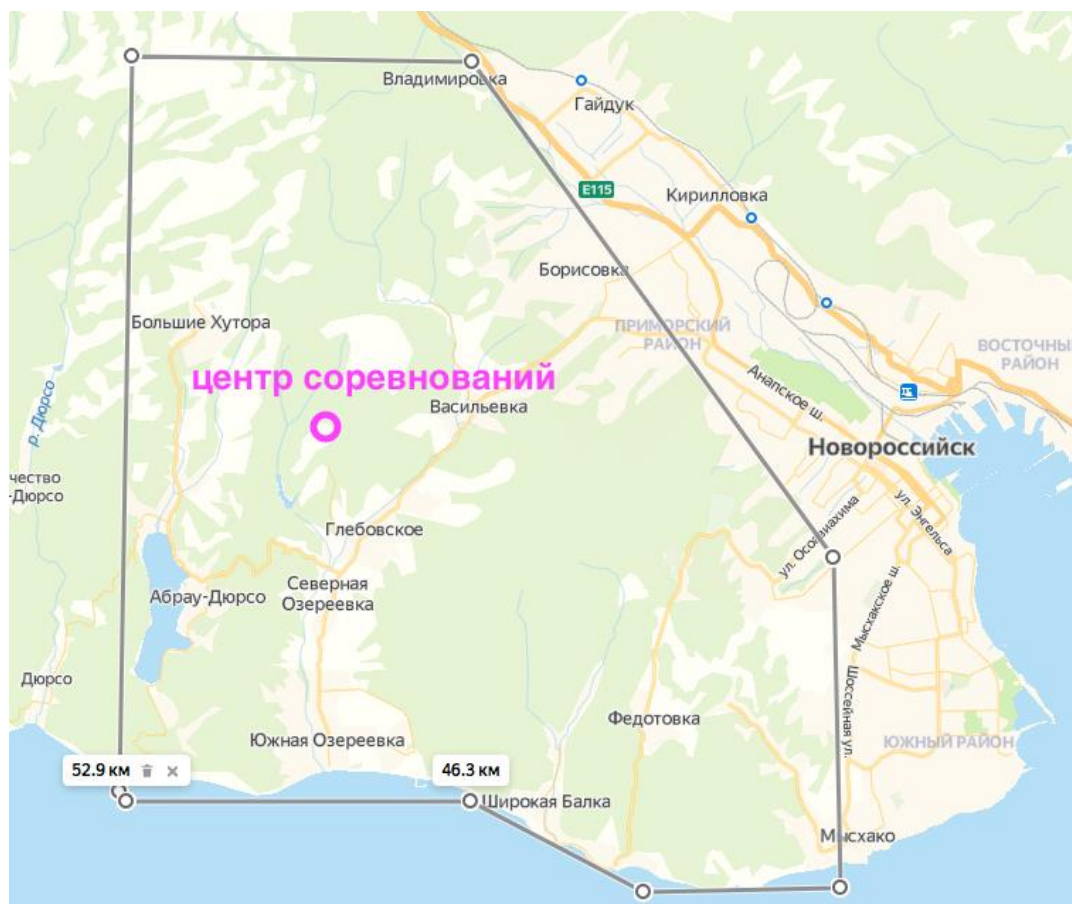 Владимировка
Гайдук
E115
Кирилловка
Борисовка
Большие Хутора
ПРИМОРСКИЙ
РАЙОН
ВОСТОЧНЫЙ
РАЙОН
центр соревнований
Анапское ш.
р. Дюрсо
Васильевка
Новороссийск
чество
-Дюрсо
ул. Энгельса
ул. Осоавиахима
Глебовское
Северная
Озереевка
Абрау-Дюрсо
Мысхакское ш.
Дюрсо
Шоссейная ул.
Федотовка
Южная Озереевка
ЮЖНЫЙ РАЙОН
52.9 км
46.3 км
Широкая Балка
Мысхако